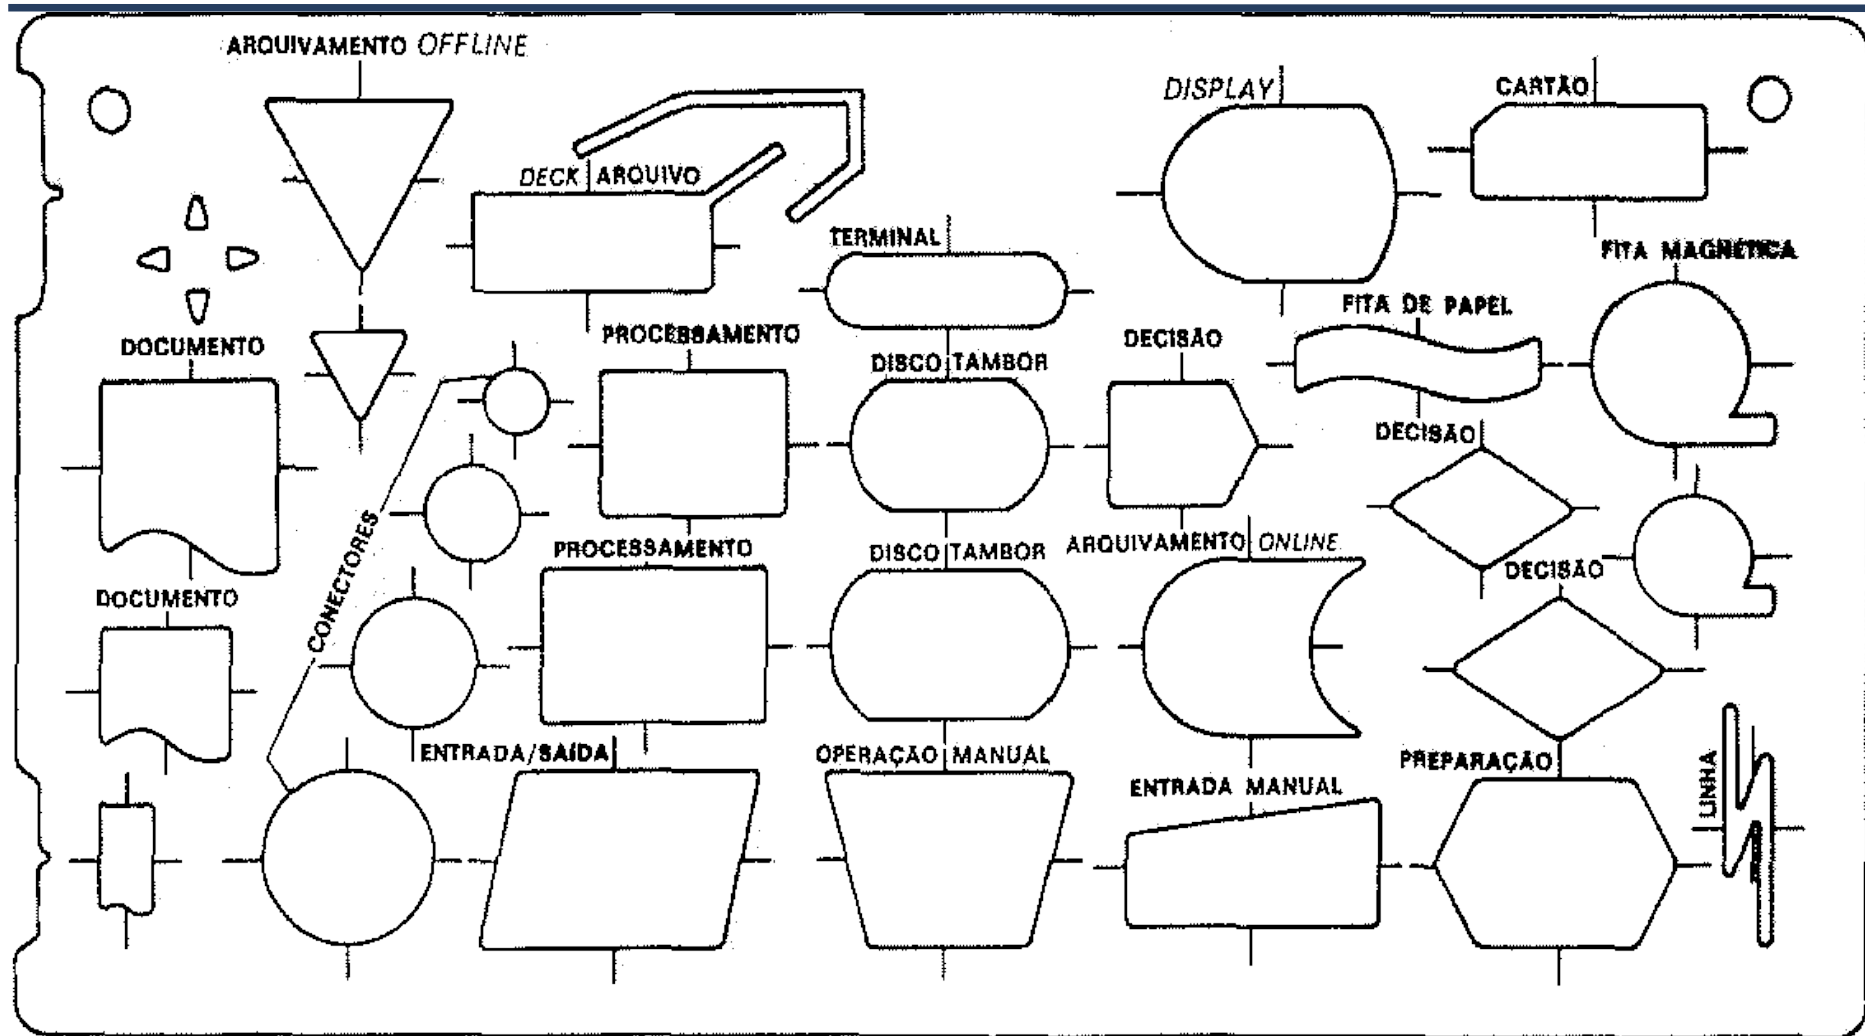 ARQUIVAMENTO OFFLINE
DISPLAY
CARTÃO
DECK ARQUIVO
TERMINAL
FITA MAGNÉTICA
FITA DE PAPEL
PROCESSAMENTO
DOCUMENTO
DISCO TAMBOR
DECISÃO
DECISÃO
CONECTORES
PROCESSAMENTO
DISCO TAMBOR
ARQUIVAMENTO ONLINE
DECISÃO
DOCUMENTO
ENTRADA/SAÍDA
OPERAÇÃO MANUAL
ENTRADA MANUAL
PREPARAÇÃO
LINHA